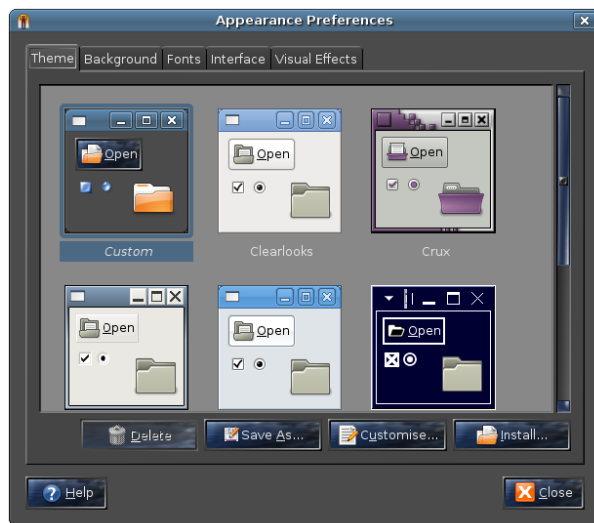 Appearance Preferences
Theme Background Fonts Interface Visual Effects
Open Open Open
Custom Clearlooks Crux
Open Open Open
Delete Save As... Customise... Install...
Help Close